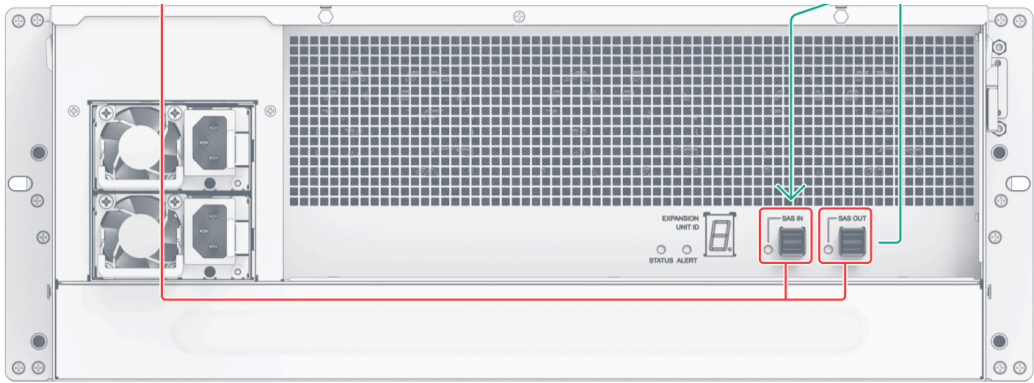 EXPANSION
UNIT ID
STATUS ALERT
SAS IN
SAS OUT